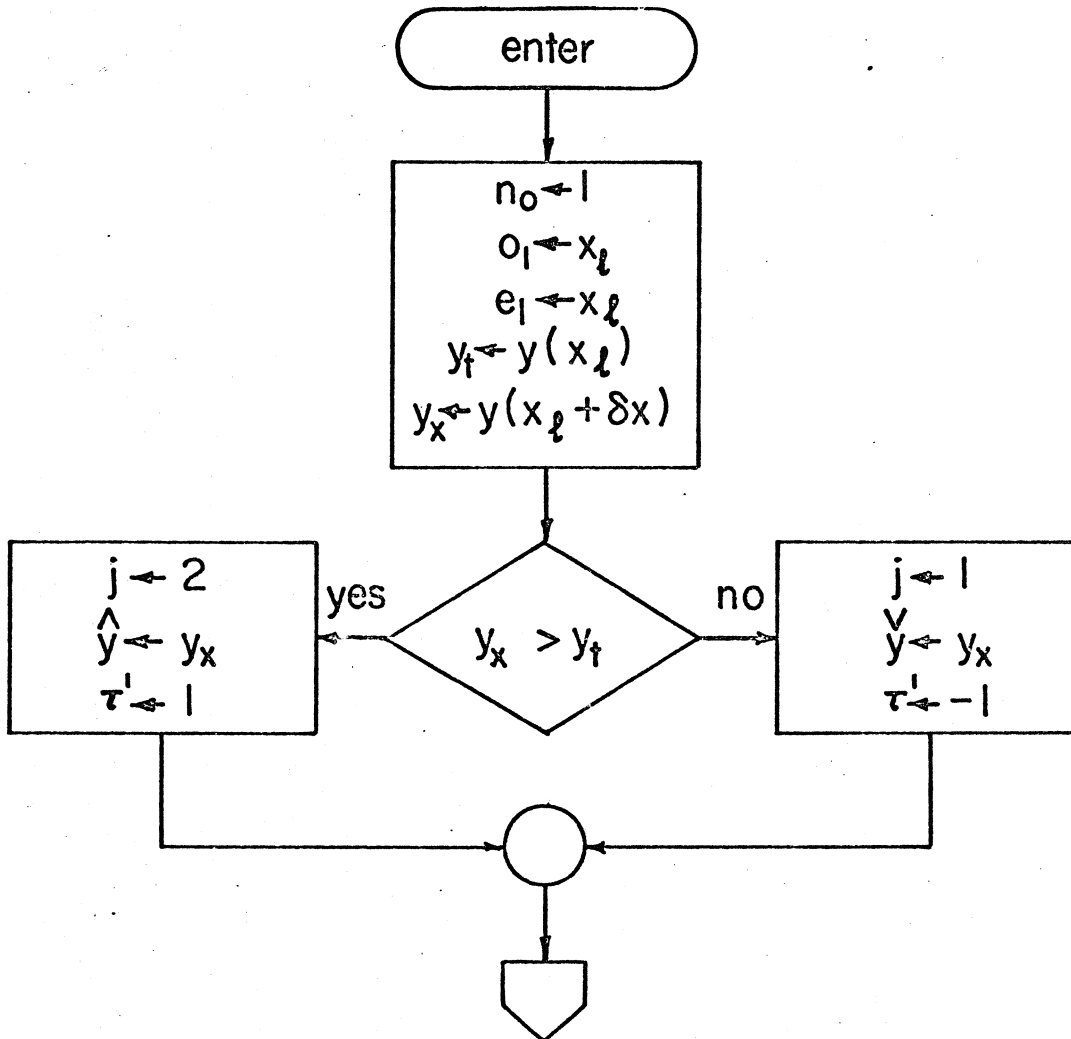 enter
n₀←1
o₁←xℓ
e₁←xℓ
yₜ←y(xℓ)
yₓ←y(xℓ+δx)
yes
yₓ > yₜ
no
j←2
ŷ←yₓ
τ'←1
j←1
y̌←yₓ
τ'←-1